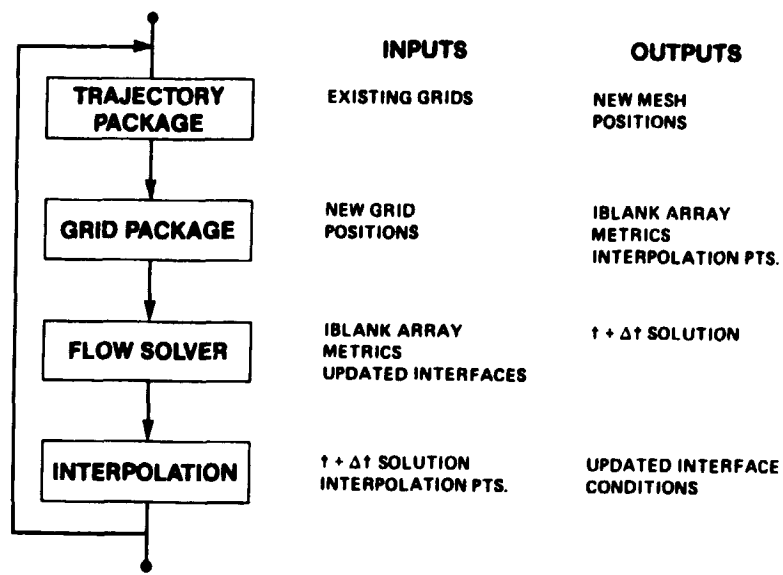 INPUTS
OUTPUTS
TRAJECTORY
PACKAGE
EXISTING GRIDS
NEW MESH
POSITIONS
GRID PACKAGE
NEW GRID
POSITIONS
IBLANK ARRAY
METRICS
INTERPOLATION PTS.
FLOW SOLVER
IBLANK ARRAY
METRICS
UPDATED INTERFACES
t + Δt SOLUTION
INTERPOLATION
t + Δt SOLUTION
INTERPOLATION PTS.
UPDATED INTERFACE
CONDITIONS